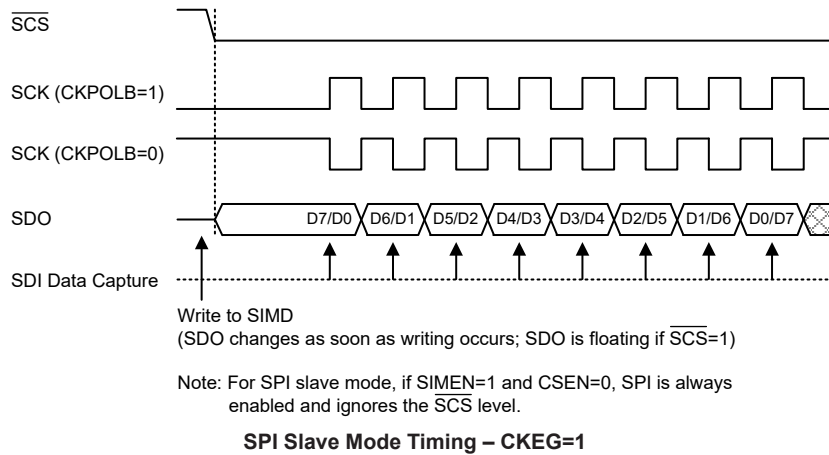 SCS
SCK (CKPOLB=1)
SCK (CKPOLB=0)
SDO
D7/D0 D6/D1 D5/D2 D4/D3 D3/D4 D2/D5 D1/D6 D0/D7
SDI Data Capture
Write to SIMD
(SDO changes as soon as writing occurs; SDO is floating if SCS=1)
Note: For SPI slave mode, if SIMEN=1 and CSEN=0, SPI is always
enabled and ignores the SCS level.
SPI Slave Mode Timing – CKEG=1